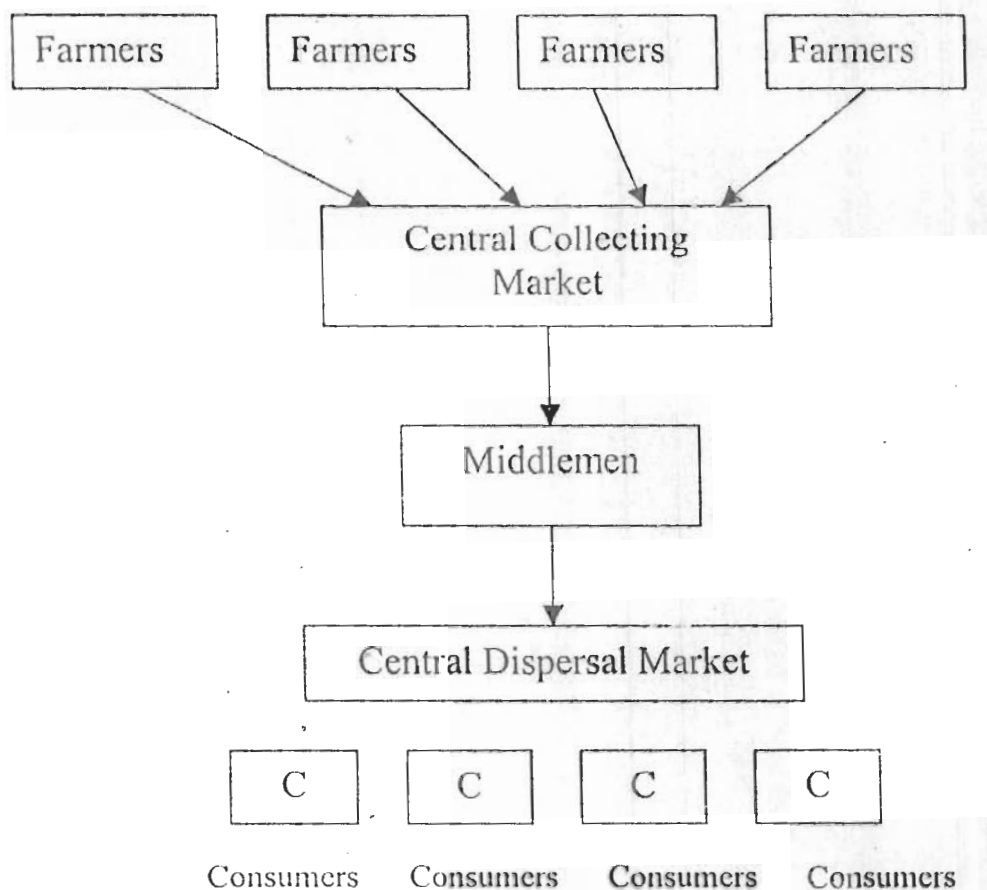 Farmers Farmers Farmers Farmers
Central Collecting
Market
Middlemen
Central Dispersal Market
C C C C
Consumers Consumers Consumers Consumers